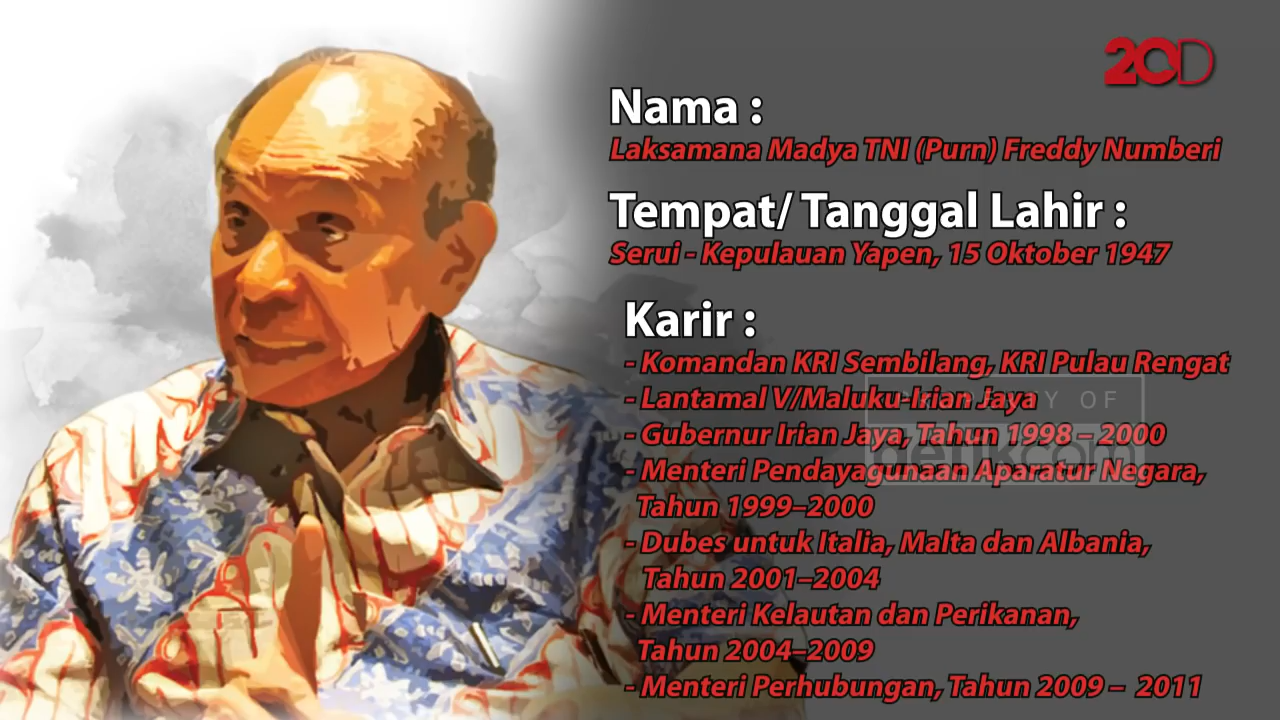 20D
Nama :
Laksamana Madya TNI (Purn) Freddy Numberi
Tempat/ Tanggal Lahir :
Serui - Kepulauan Yapen, 15 Oktober 1947
Karir :
- Komandan KRI Sembilang, KRI Pulau Rengat
- Lantamal V/Maluku-Irian Jaya
PROPERTY OF
- Gubernur Irian Jaya, Tahun 1998 – 2000
detikcom
- Menteri Pendayagunaan Aparatur Negara,
Tahun 1999–2000
- Dubes untuk Italia, Malta dan Albania,
Tahun 2001–2004
- Menteri Kelautan dan Perikanan,
Tahun 2004–2009
- Menteri Perhubungan, Tahun 2009 – 2011